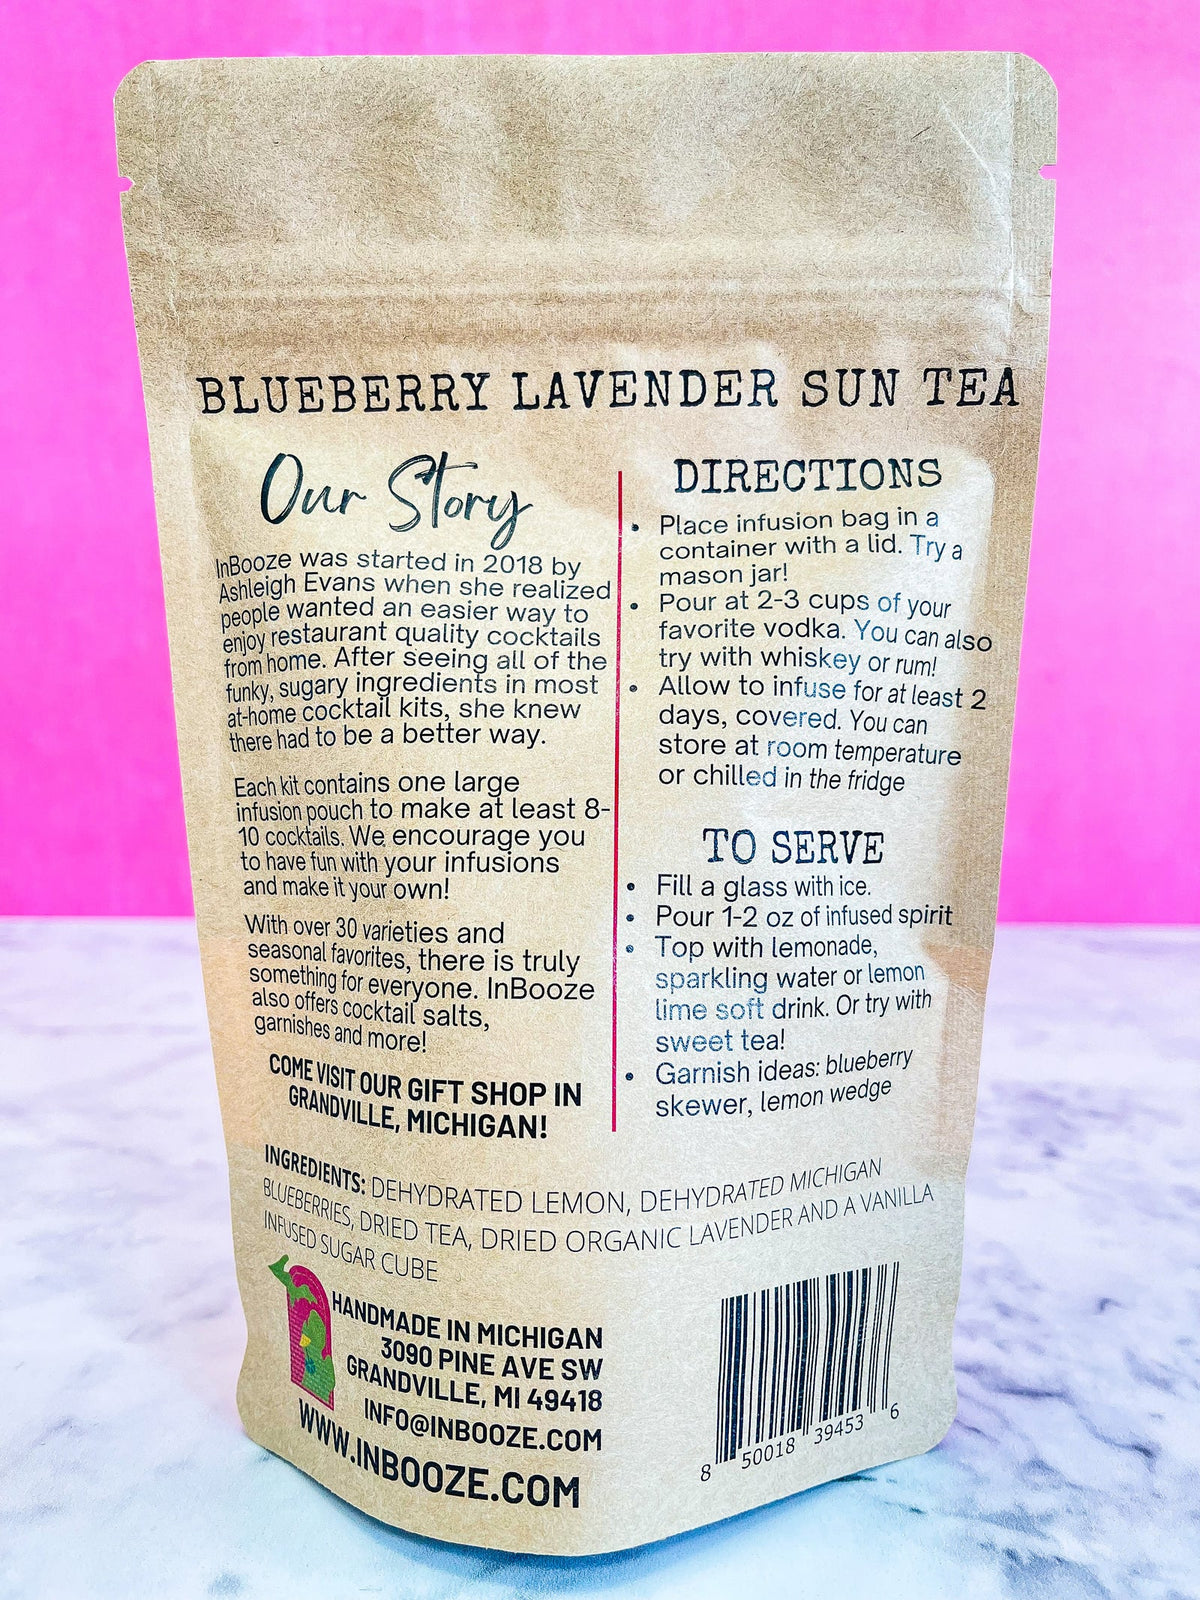 BLUEBERRY LAVENDER SUN TEA
Our Story
InBooze was started in 2018 by
Ashleigh Evans when she realized
people wanted an easier way to
enjoy restaurant quality cocktails
from home. After seeing all of the
funky, sugary ingredients in most
at-home cocktail kits, she knew
there had to be a better way.
Each kit contains one large
infusion pouch to make at least 8-
10 cocktails. We encourage you
to have fun with your infusions
and make it your own!
With over 30 varieties and
seasonal favorites, there is truly
something for everyone. InBooze
also offers cocktail salts,
garnishes and more!
COME VISIT OUR GIFT SHOP IN
GRANDVILLE, MICHIGAN!
DIRECTIONS
• Place infusion bag in a
container with a lid. Try a
mason jar!
• Pour at 2-3 cups of your
favorite vodka. You can also
try with whiskey or rum!
• Allow to infuse for at least 2
days, covered. You can
store at room temperature
or chilled in the fridge
TO SERVE
• Fill a glass with ice.
• Pour 1-2 oz of infused spirit
• Top with lemonade,
sparkling water or lemon
lime soft drink. Or try with
sweet tea!
• Garnish ideas: blueberry
skewer, lemon wedge
INGREDIENTS: DEHYDRATED LEMON, DEHYDRATED MICHIGAN
BLUEBERRIES, DRIED TEA, DRIED ORGANIC LAVENDER AND A VANILLA
INFUSED SUGAR CUBE
HANDMADE IN MICHIGAN
3090 PINE AVE SW
GRANDVILLE, MI 49418
INFO@INBOOZE.COM
WWW.INBOOZE.COM
8 50018 39453 6